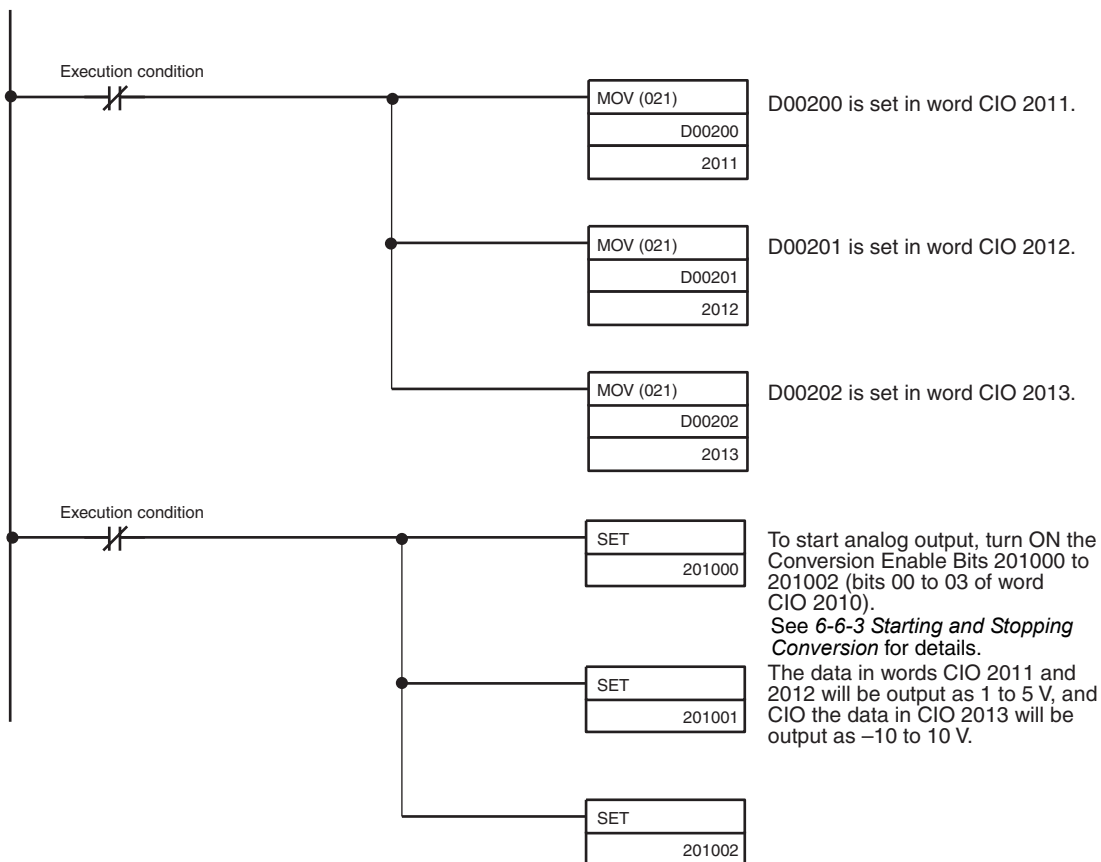 Execution condition
MOV (021)
D00200
2011
D00200 is set in word CIO 2011.
MOV (021)
D00201
2012
D00201 is set in word CIO 2012.
MOV (021)
D00202
2013
D00202 is set in word CIO 2013.
Execution condition
SET
201000
To start analog output, turn ON the
Conversion Enable Bits 201000 to
201002 (bits 00 to 03 of word
CIO 2010).
See 6-6-3 Starting and Stopping
Conversion for details.
SET
201001
The data in words CIO 2011 and
2012 will be output as 1 to 5 V, and
CIO the data in CIO 2013 will be
output as –10 to 10 V.
SET
201002